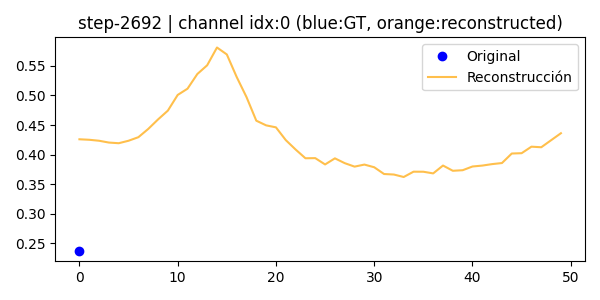 step-2692 | channel idx:0 (blue:GT, orange:reconstructed)
Original
Reconstrucción
0.55
0.50
0.45
0.40
0.35
0.30
0.25
0 10 20 30 40 50